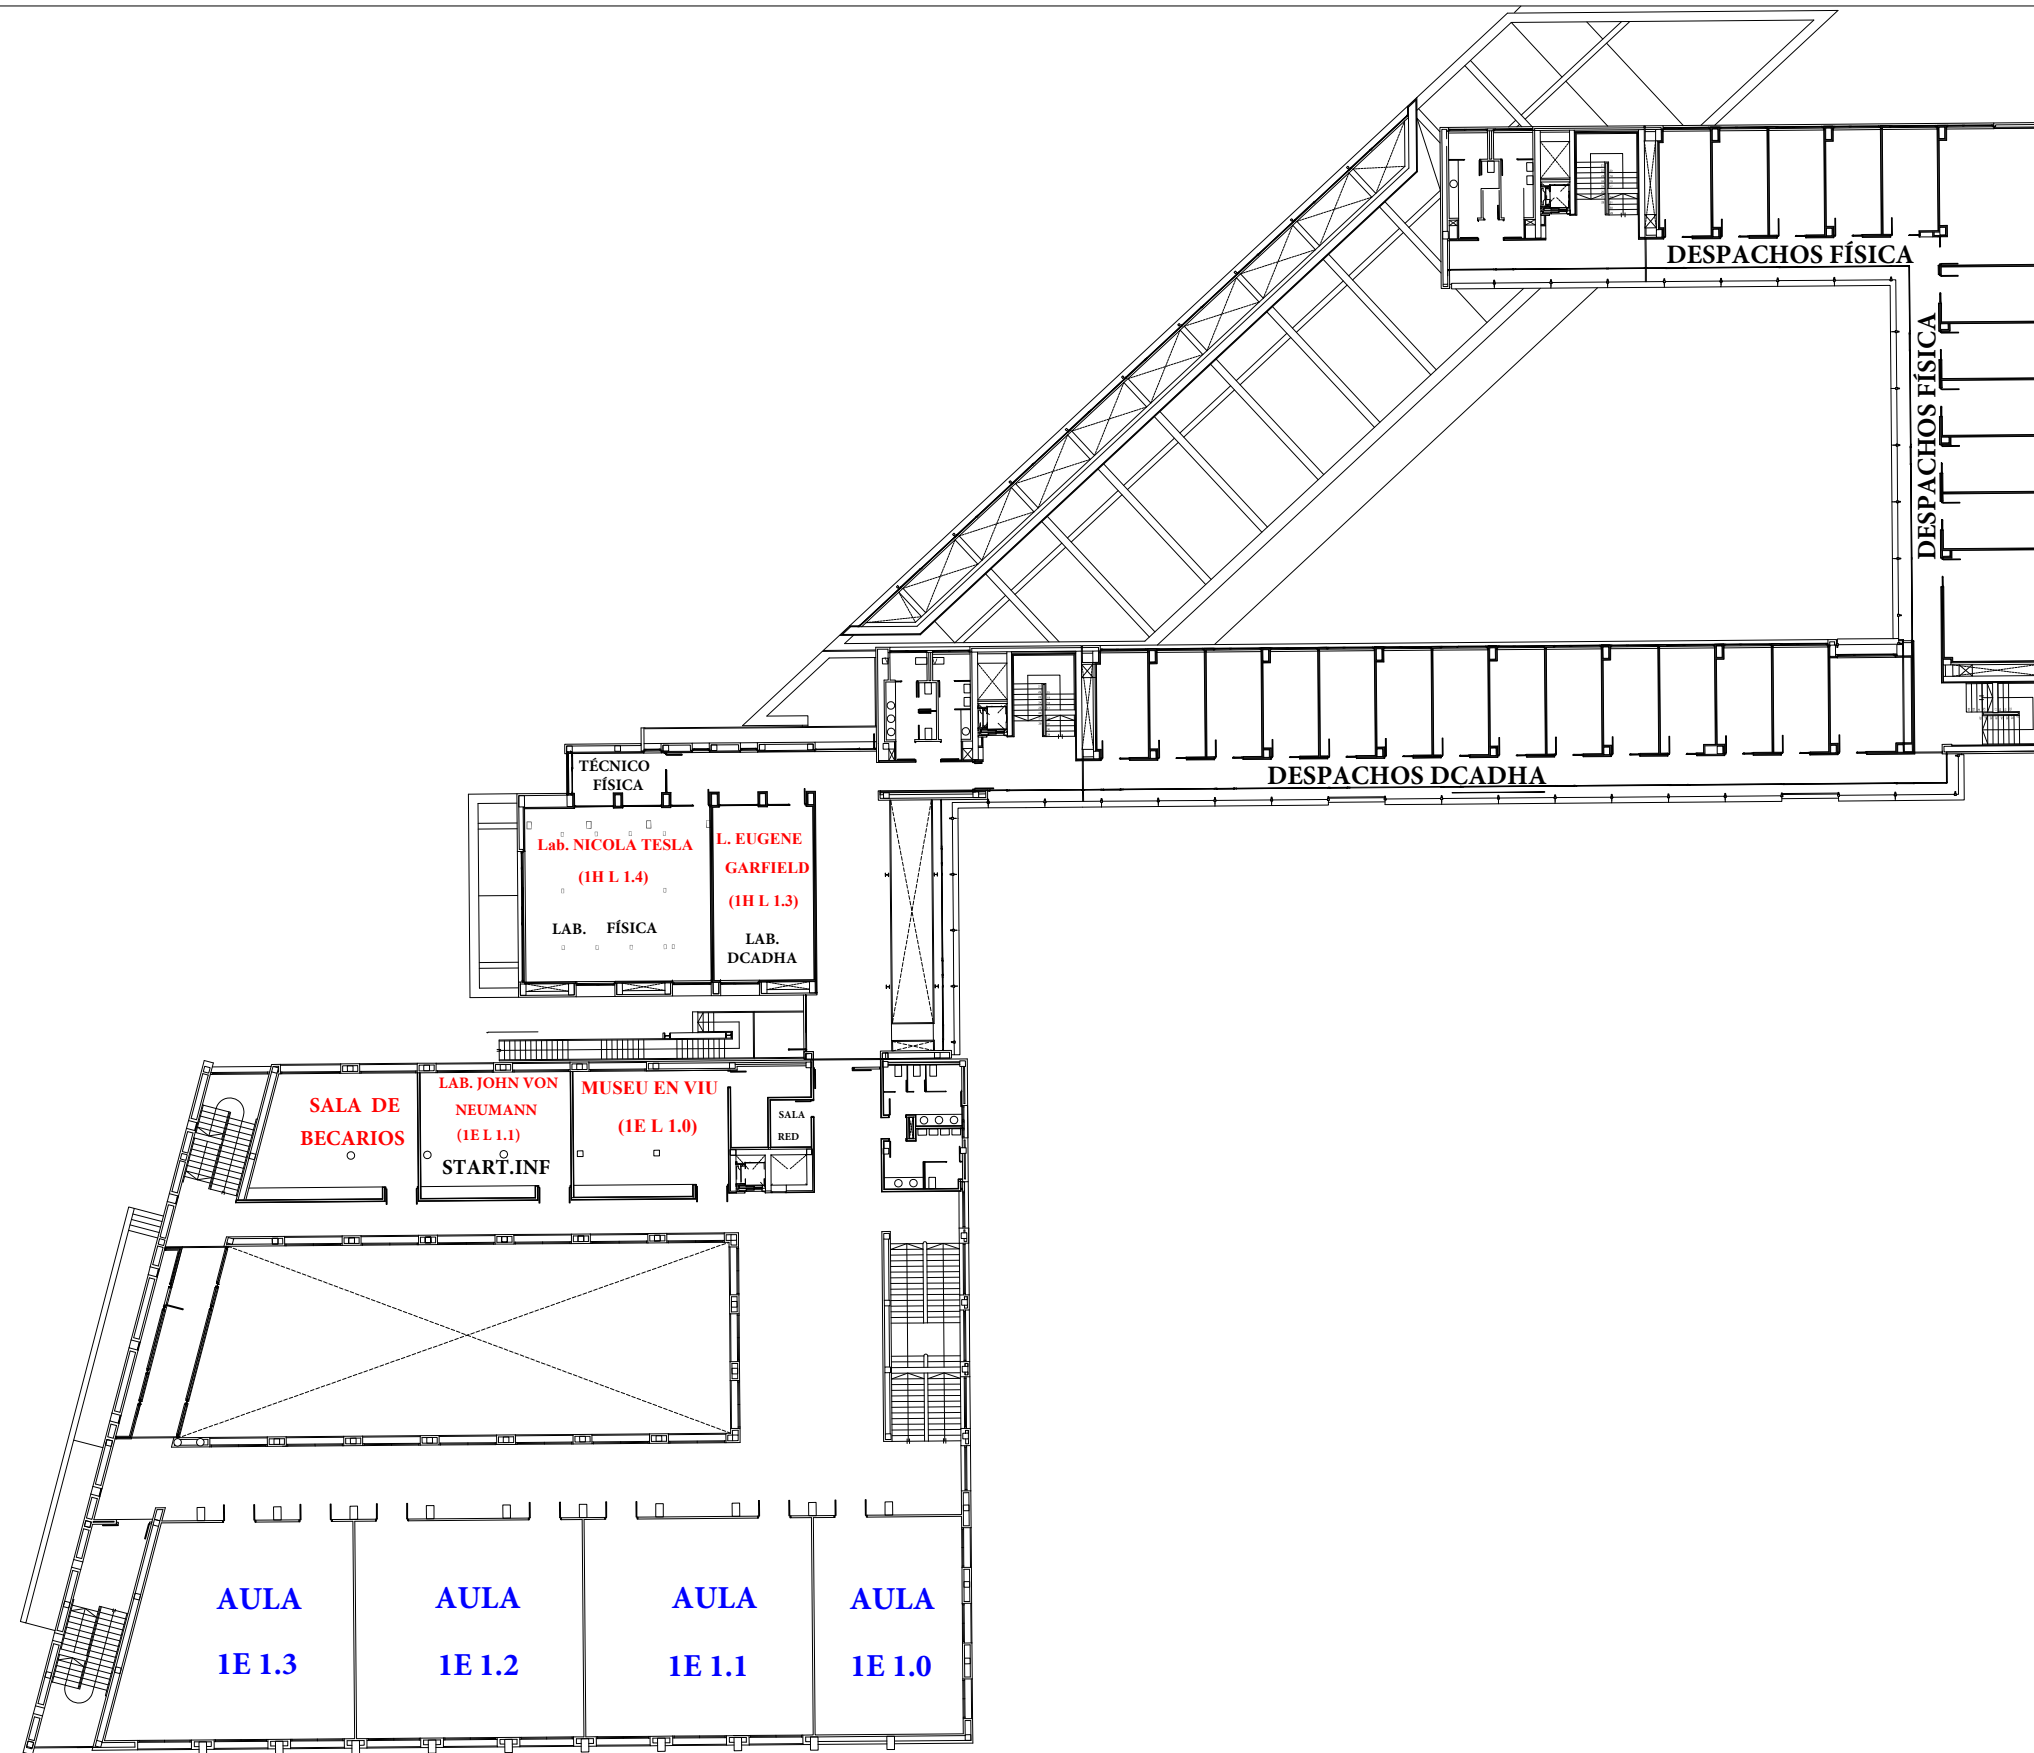 DESPACHOS FÍSICA
DESPACHOS FÍSICA
DESPACHOS DCADHA
TÉCNICO
FÍSICA
Lab. NICOLA TESLA
(1H L 1.4)
LAB. FÍSICA
L. EUGENE
GARFIELD
(1H L 1.3)
LAB.
DCADHA
SALA DE
BECARIOS
LAB. JOHN VON
NEUMANN
(1E L 1.1)
START.INF
MUSEU EN VIU
(1E L 1.0)
SALA
RED
AULA
1E 1.3
AULA
1E 1.2
AULA
1E 1.1
AULA
1E 1.0